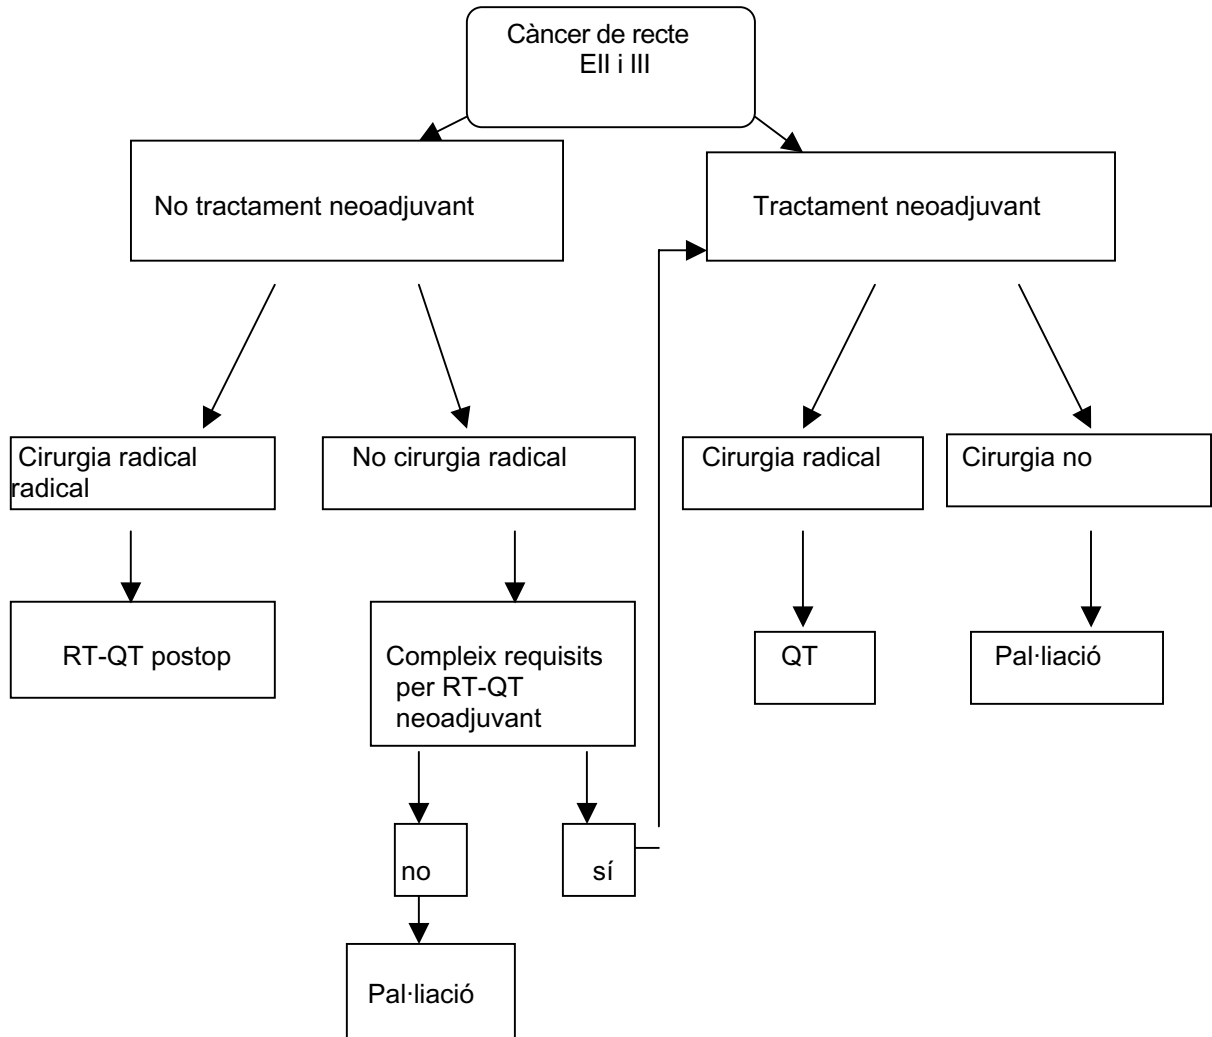 Càncer de recte
EII i III
No tractament neoadjuvant
Tractament neoadjuvant
Cirurgia radical
radical
No cirurgia radical
Cirurgia radical
Cirurgia no
RT-QT postop
Compleix requisits
per RT-QT
neoadjuvant
QT
Pal·liació
no
sí
Pal·liació